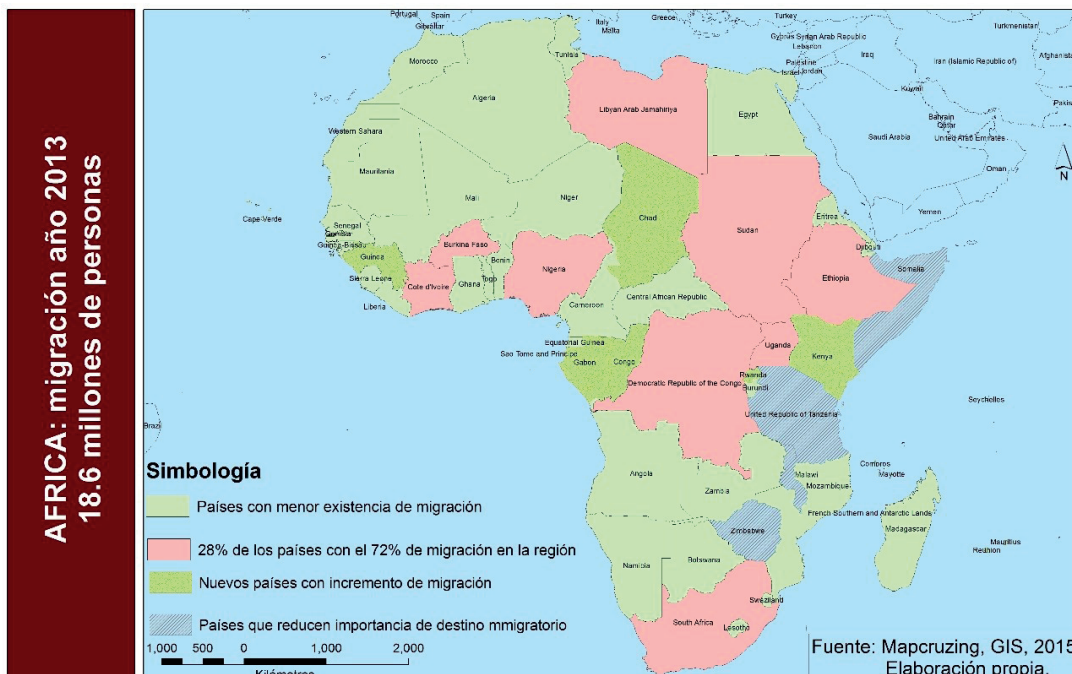 AFRICA: migración año 2013
18.6 millones de personas
Portugal
Spain
Gibraltar
Italy
Malta
Greece
Turkey
Turkmenistan
Cyprus
Syrian Arab Republic
Lebanon
Palestine
Israel
Jordan
Iraq
Iran (Islamic Republic of)
Afghanista
Kuwait
Pakis
Bahrain
Qatar
United Arab Emirates
Saudi Arabia
Oman
Yemen
N
Morocco
Tunisia
Algeria
Libyan Arab Jamahiriya
Egypt
Western Sahara
Mauritania
Mali
Niger
Chad
Sudan
Eritrea
Djibouti
Cape Verde
Senegal
Guinea-Bissau
Guinea
Sierra Leone
Liberia
Burkina Faso
Cote d'Ivoire
Ghana
Togo
Benin
Nigeria
Cameroon
Central African Republic
Ethiopia
Somalia
Equatorial Guinea
Sao Tome and Principe
Gabon
Congo
Democratic Republic of the Congo
Uganda
Kenya
Rwanda
Burundi
United Republic of Tanzania
Seychelles
Brazi
Angola
Zambia
Malawi
Mozambique
Comoros
Mayotte
French Southern and Antarctic Lands
Madagascar
Mauritius
Reunion
Zimbabwe
Namibia
Botswana
Swaziland
Lesotho
South Africa
Simbología
Países con menor existencia de migración
28% de los países con el 72% de migración en la región
Nuevos países con incremento de migración
Países que reducen importancia de destino mmigratorio
1,000 500 0 1,000 2,000
Kilómetros
Fuente: Mapcruzing, GIS, 2015
Elaboración propia.